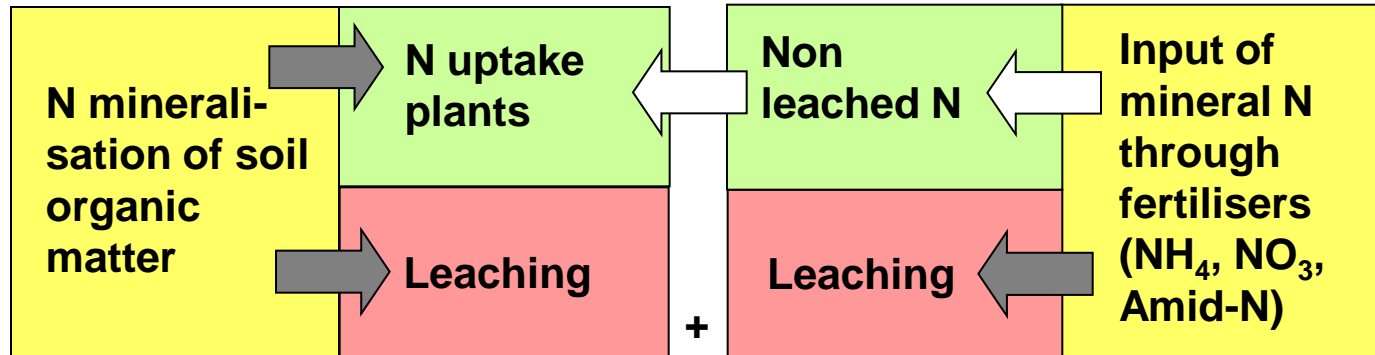 N minerali-
sation of soil
organic
matter
N uptake
plants
Leaching
+
Non
leached N
Leaching
Input of
mineral N
through
fertilisers
(NH₄, NO₃,
Amid-N)